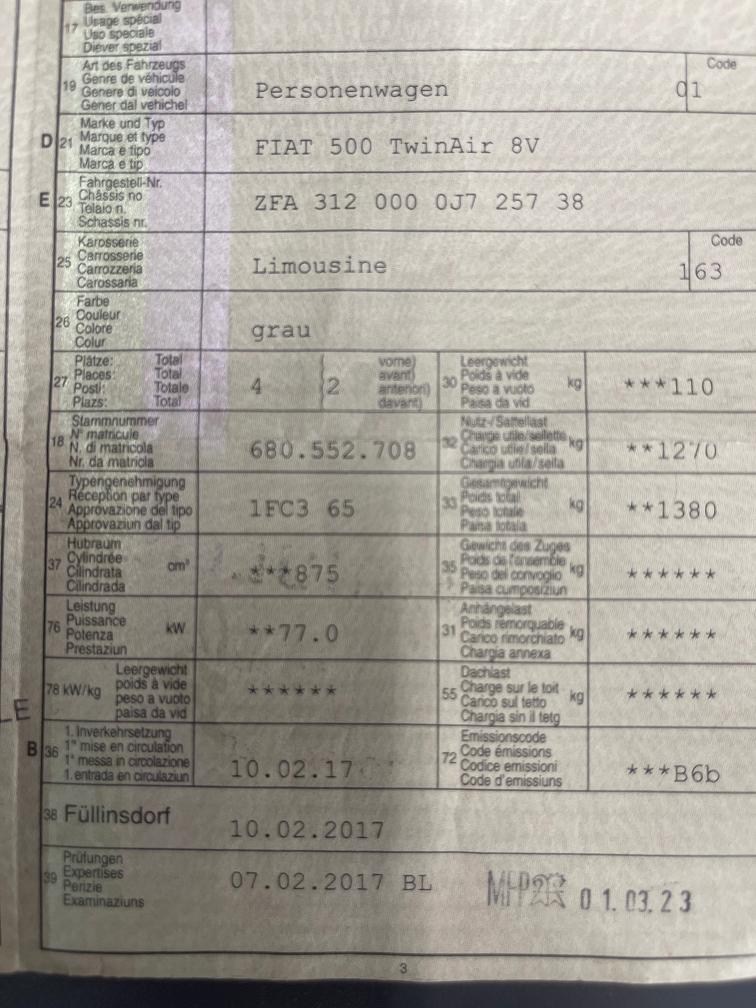 17 Bes. Verwendung
Usage spécial
Uso speciale
Diever spezial
19 Art des Fahrzeugs
Genre de véhicule
Genere di veicolo
Gener dal vehichel
Personenwagen
Code
01
D 21 Marke und Typ
Marque et type
Marca e tipo
Marca e tip
FIAT 500 TwinAir 8V
E 23 Fahrgestell-Nr.
Châssis no
Telaio n.
Schassis nr.
ZFA 312 000 0J7 257 38
25 Karosserie
Carrosserie
Carrozzeria
Carossaria
Limousine
Code
163
26 Farbe
Couleur
Colore
Colur
grau
27 Plätze: Total
Places: Total
Posti: Totale
Plazs: Total
4 (2
vorne)
avant)
anteriori)
davant)
30 Leergewicht
Poids à vide
Peso a vuoto
Paisa da vid
kg
***110
18 Stammnummer
N° matricule
N. di matricola
Nr. da matricla
680.552.708
32 Nutz-/Sattellast
Charge utile/sellette
Carico utile/sella
Chargia utila/sella
kg
**1270
24 Typengenehmigung
Réception par type
Approvazione del tipo
Approvaziun dal tip
1FC3 65
33 Gesamtgewicht
Poids total
Peso totale
Paisa totala
kg
**1380
37 Hubraum
Cylindrée
Cilindrata
Cilindrada
cm³
***875
35 Gewicht des Zuges
Poids de l'ensemble
Peso del convoglio
Paisa cumposiziun
kg
******
76 Leistung
Puissance
Potenza
Prestaziun
kW
**77.0
31 Anhängelast
Poids remorquable
Carico rimorchiato
Chargia annexa
kg
******
78 kW/kg
Leergewicht
poids à vide
peso a vuoto
paisa da vid
******
55 Dachlast
Charge sur le toit
Carico sul tetto
Chargia sin il tetg
kg
******
LE
B 36 1. Inverkehrsetzung
1re mise en circulation
1a messa in circolazione
1. entrada en circulaziun
10.02.17
72 Emissionscode
Code émissions
Codice emissioni
Code d'emissiuns
***B6b
38 Füllinsdorf
10.02.2017
39 Prüfungen
Expertises
Perizie
Examinaziuns
07.02.2017 BL
MFP 01.03.23
3